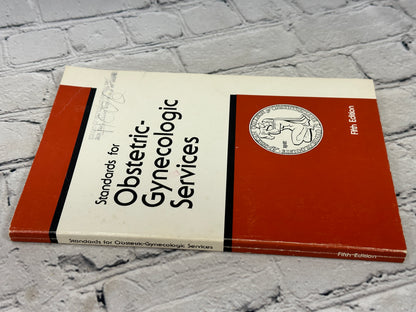 Standards for
Obstetric-
Gynecologic
Services
Fifth Edition
Standards for Obstetric-Gynecologic Services
Fifth Edition